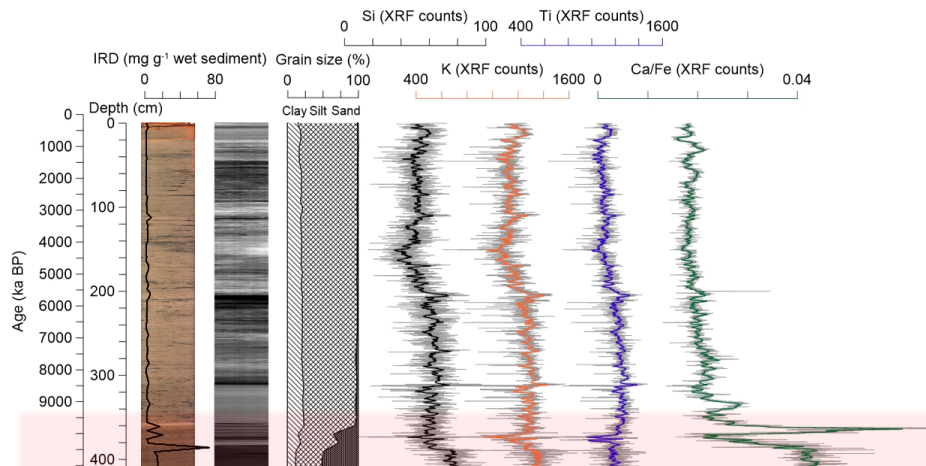 Si (XRF counts) Ti (XRF counts)
0 100 400 1600
IRD (mg g⁻¹ wet sediment) Grain size (%) K (XRF counts) Ca/Fe (XRF counts)
0 80 0 100 400 1600 0 0.04
Depth (cm) Clay Silt Sand
Age (ka BP)
0 0
1000
2000
100
3000
4000
5000
200
6000
7000
8000 300
9000
400